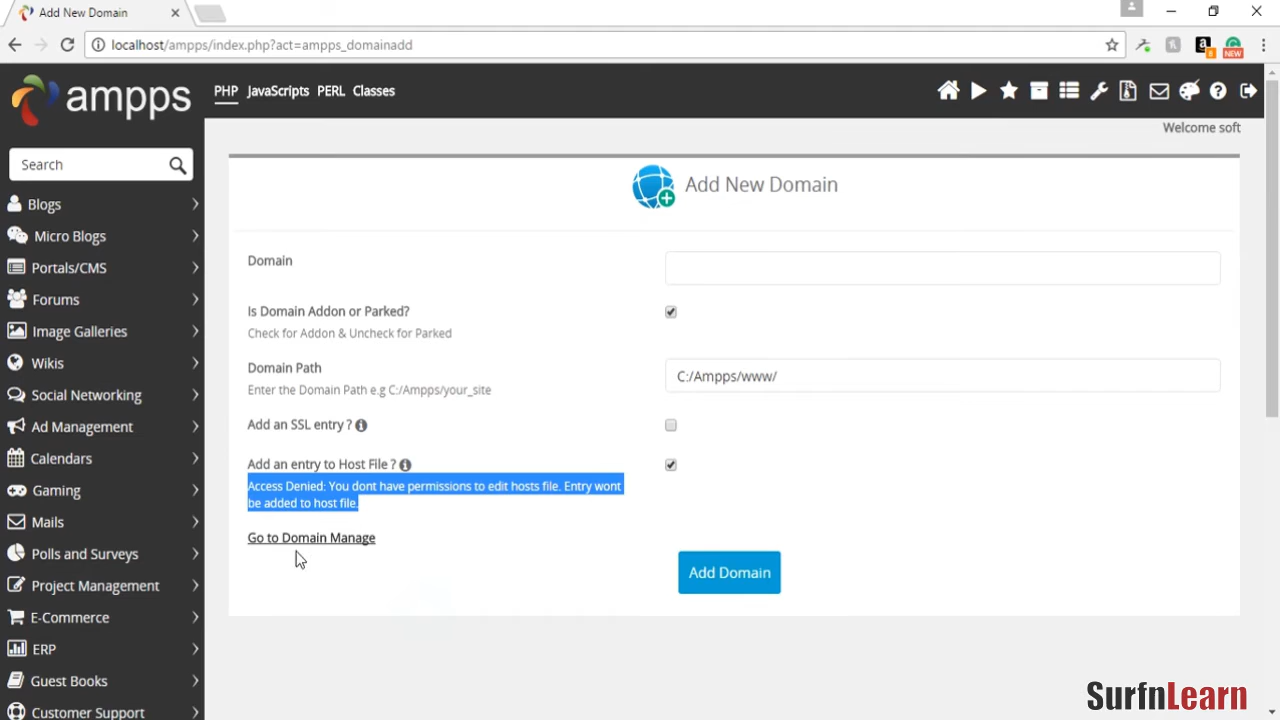 Add New Domain
localhost/ampps/index.php?act=ampps_domainadd
NEW
ampps
PHP JavaScripts PERL Classes
Welcome soft
Search
Blogs
Micro Blogs
Portals/CMS
Forums
Image Galleries
Wikis
Social Networking
Ad Management
Calendars
Gaming
Mails
Polls and Surveys
Project Management
E-Commerce
ERP
Guest Books
Customer Support
Add New Domain
Domain
Is Domain Addon or Parked?
Check for Addon & Uncheck for Parked
Domain Path
C:/Ampps/www/
Enter the Domain Path e.g C:/Ampps/your_site
Add an SSL entry ?
Add an entry to Host File ?
Access Denied: You dont have permissions to edit hosts file. Entry wont
be added to host file.
Go to Domain Manage
Add Domain
SurfnLearn